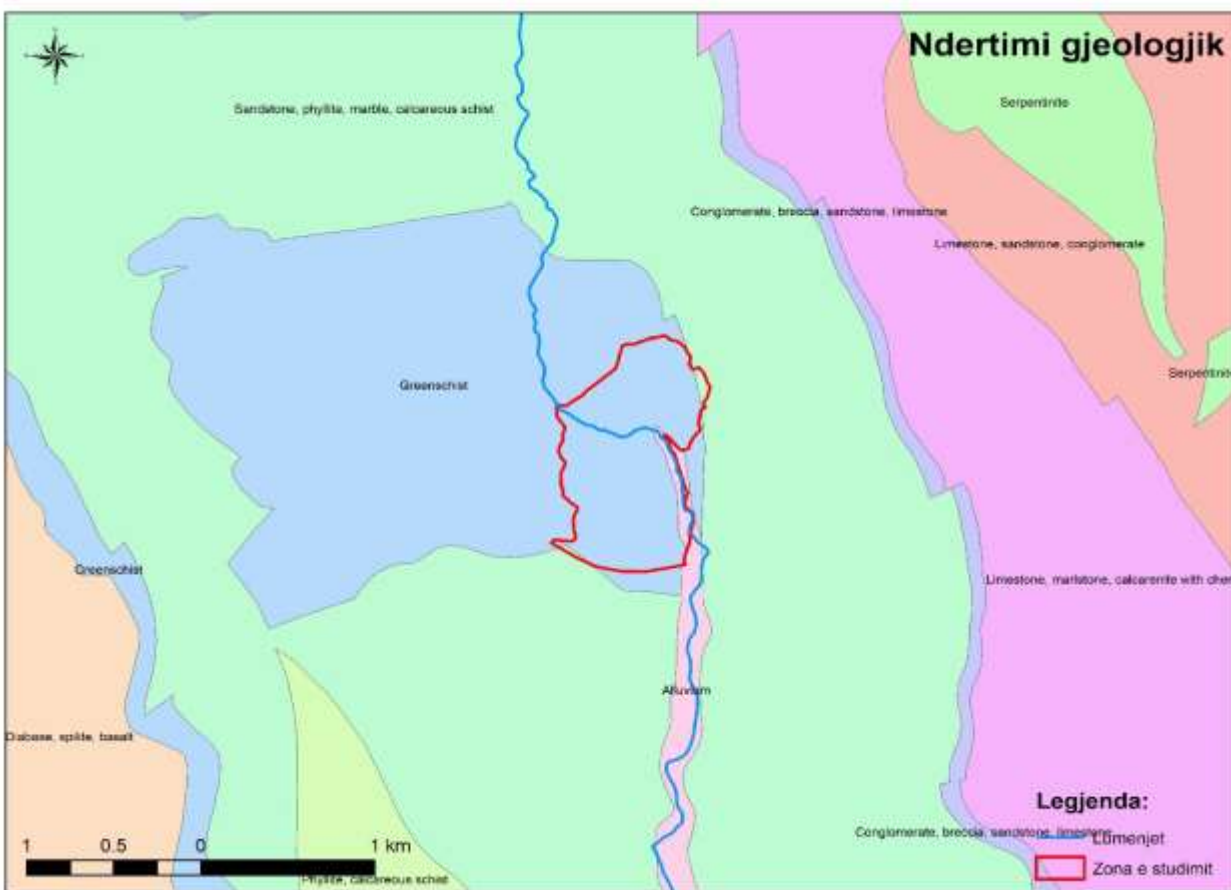 Ndertimi gjeologjik
Serpentinite
Sandstone, phyllite, marble, calcareous schist
Conglomerate, breccia, sandstone, limestone
Limestone, sandstone, conglomerate
Serpentinite
Greenschist
Greenschist
Limestone, marlstone, calcarenite with cher
Alluvium
Diabase, spilite, basalt
Legjenda:
Conglomerate, breccia, sandstone, limestone
Lumenjet
1 0.5 0 1 km
Zona e studimit
Phyllite, calcareous schist